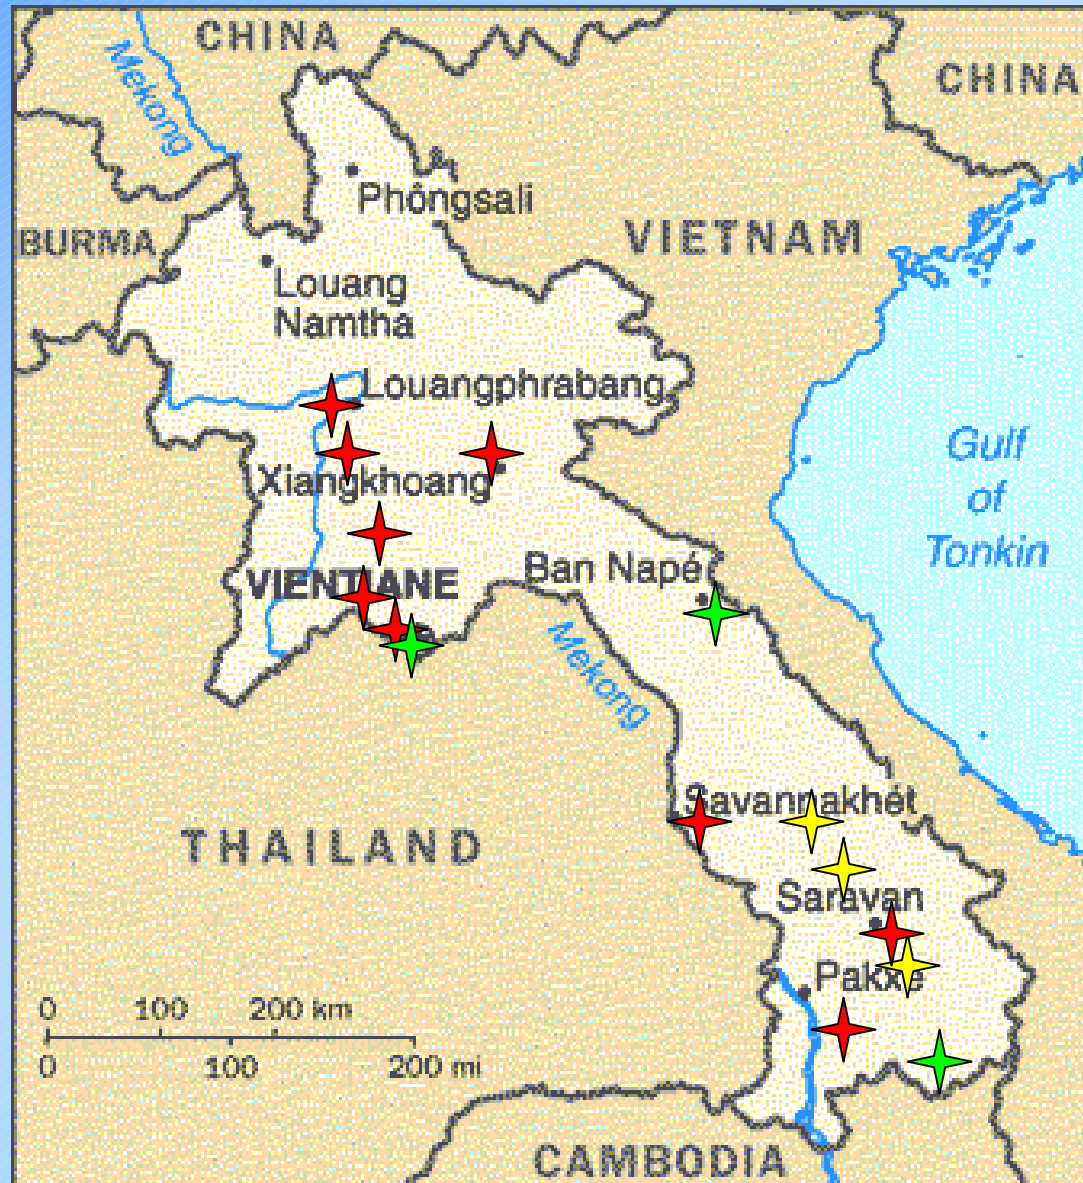 CHINA
Mekong
CHINA
Phôngsali
BURMA
VIETNAM
Louang
Namtha
Louangphrabang
Gulf
of
Tonkin
Xiangkhoang
Ban Napé
VIENTIANE
Mekong
Savannakhét
THAILAND
Saravan
Pakxé
0 100 200 km
0 100 200 mi
CAMBODIA